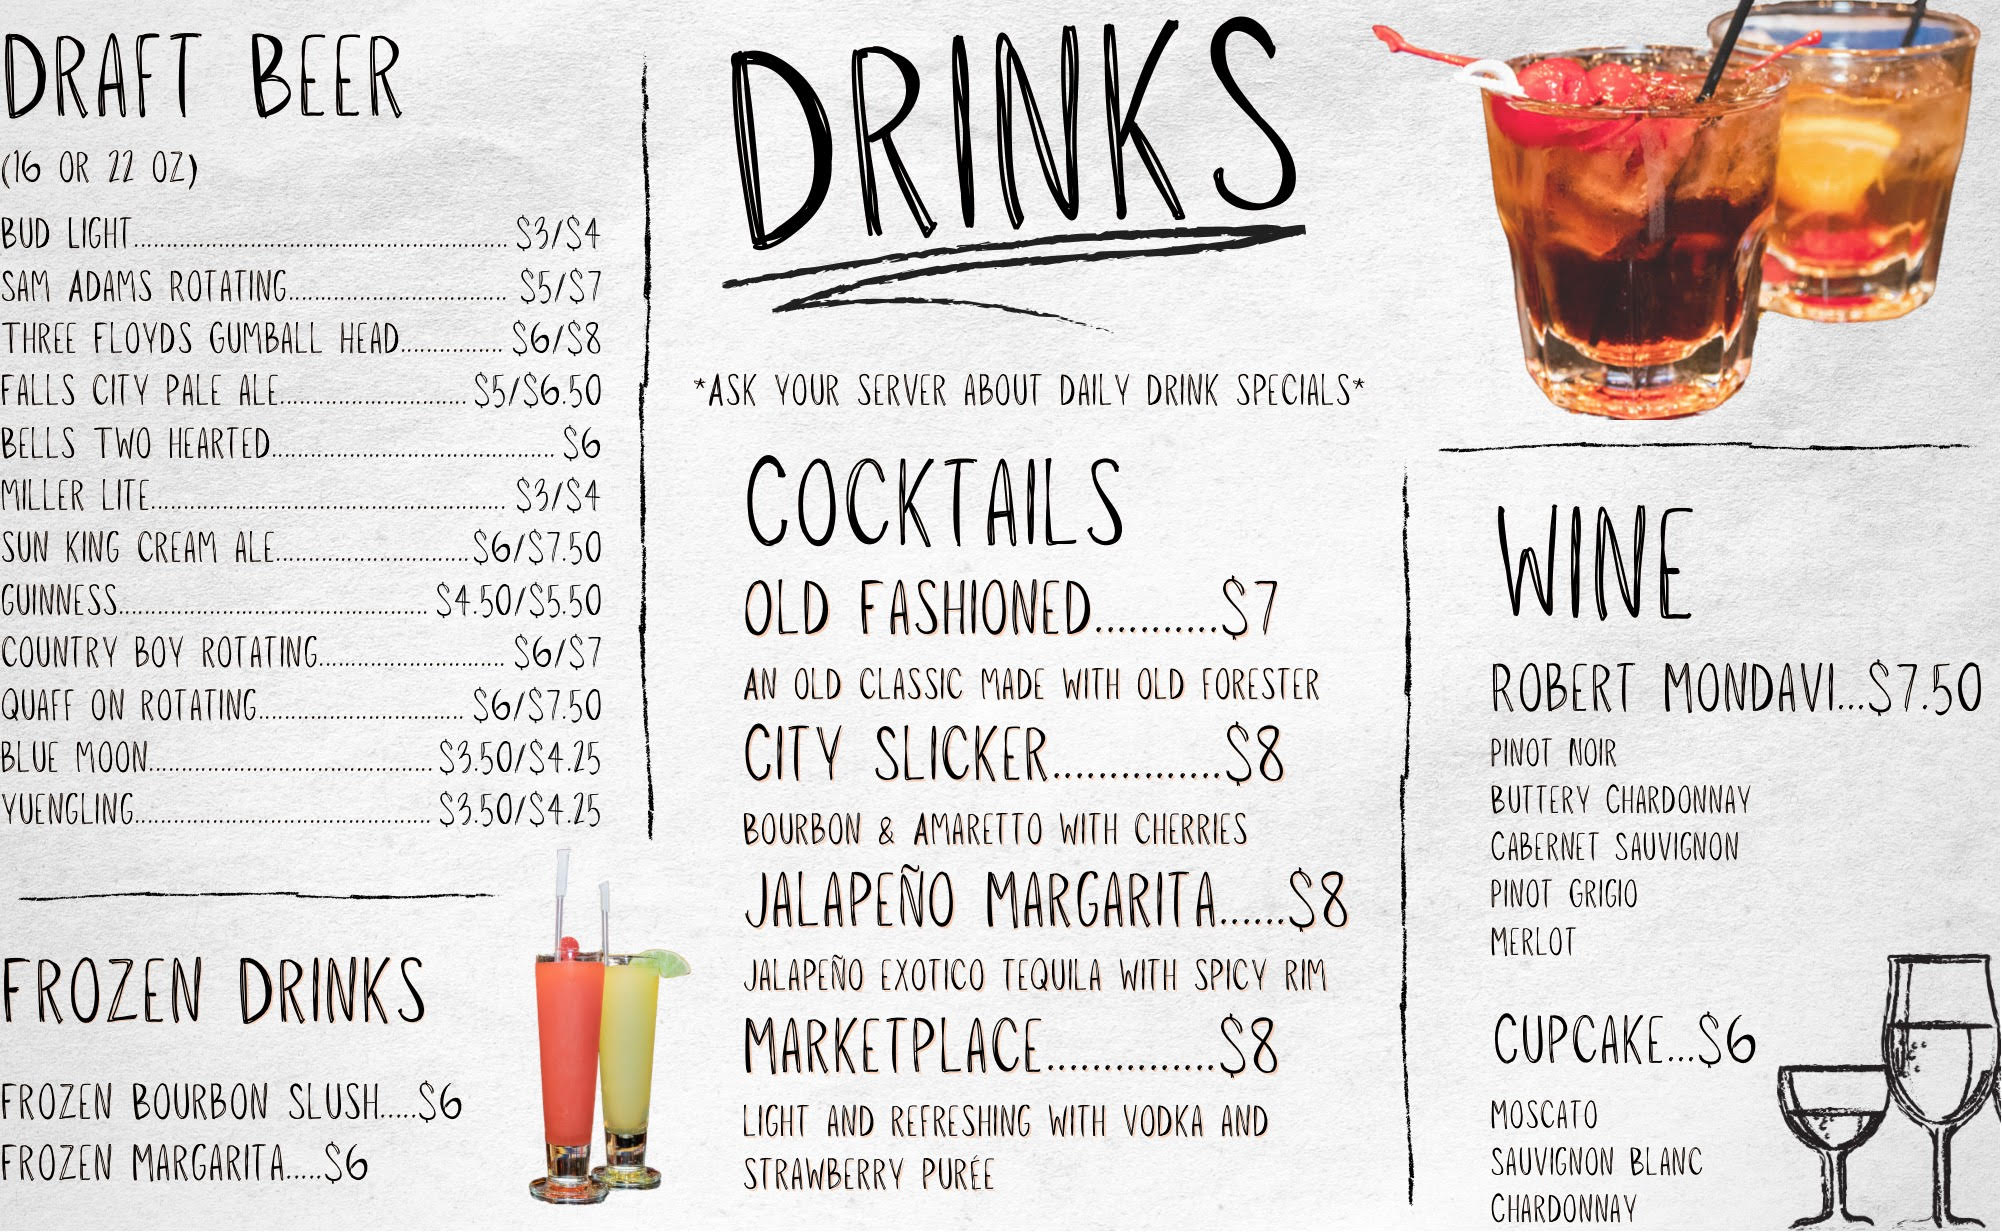 DRAFT BEER
(16 OR 22 OZ)
BUD LIGHT.......................................................... $3/$4
SAM ADAMS ROTATING.................................. $5/$7
THREE FLOYDS GUMBALL HEAD................ $6/$8
FALLS CITY PALE ALE............................. $5/$6.50
BELLS TWO HEARTED............................................ $6
MILLER LITE....................................................... $3/$4
SUN KING CREAM ALE..............................$6/$7.50
GUINNESS................................................ $4.50/$5.50
COUNTRY BOY ROTATING............................. $6/$7
QUAFF ON ROTATING................................ $6/$7.50
BLUE MOON............................................ $3.50/$4.25
YUENGLING.............................................. $3.50/$4.25
FROZEN DRINKS
FROZEN BOURBON SLUSH.....$6
FROZEN MARGARITA.....$6
DRINKS
*ASK YOUR SERVER ABOUT DAILY DRINK SPECIALS*
COCKTAILS
OLD FASHIONED...........$7
AN OLD CLASSIC MADE WITH OLD FORESTER
CITY SLICKER...............$8
BOURBON & AMARETTO WITH CHERRIES
JALAPEÑO MARGARITA......$8
JALAPEÑO EXOTICO TEQUILA WITH SPICY RIM
MARKETPLACE...............$8
LIGHT AND REFRESHING WITH VODKA AND
STRAWBERRY PURÉE
WINE
ROBERT MONDAVI...$7.50
PINOT NOIR
BUTTERY CHARDONNAY
CABERNET SAUVIGNON
PINOT GRIGIO
MERLOT
CUPCAKE...$6
MOSCATO
SAUVIGNON BLANC
CHARDONNAY